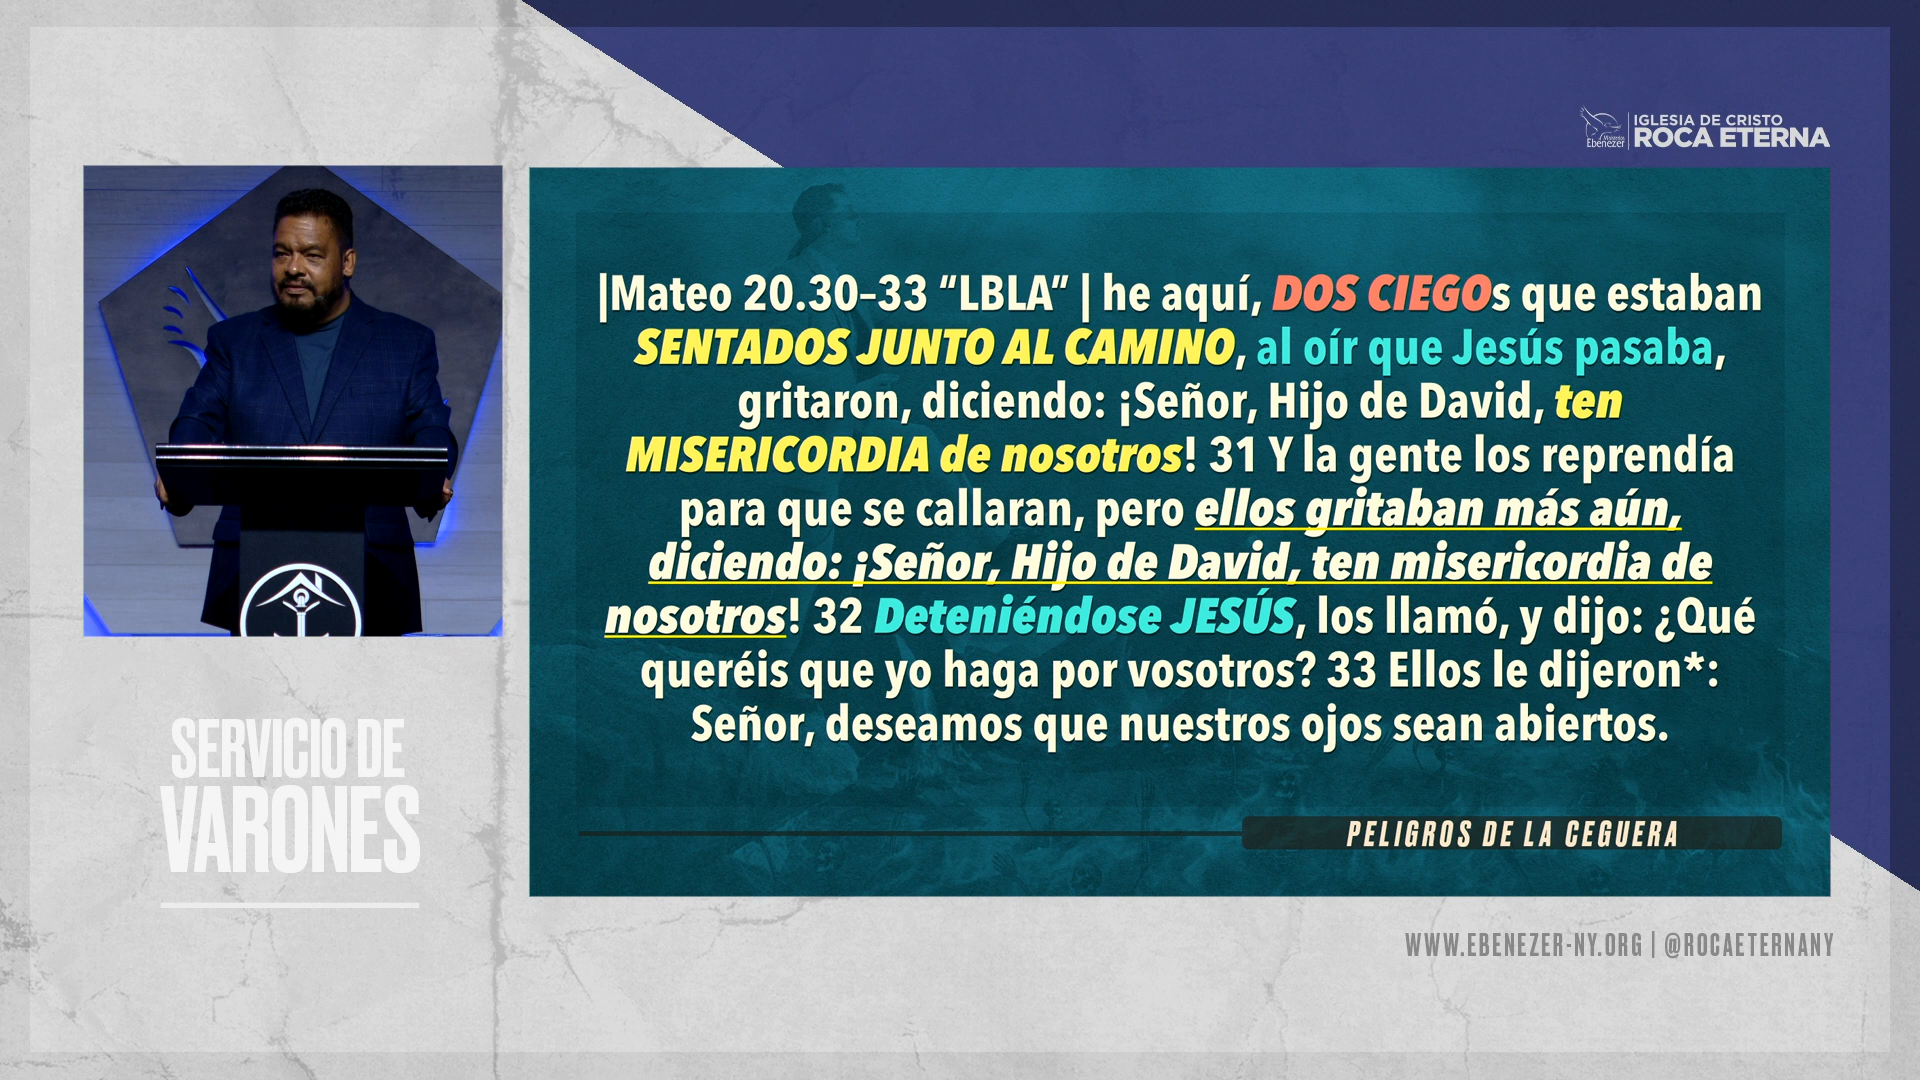 Ministerios
Ebenezer
IGLESIA DE CRISTO
ROCA ETERNA
|Mateo 20.30–33 “LBLA” | he aquí, DOS CIEGOs que estaban
SENTADOS JUNTO AL CAMINO, al oír que Jesús pasaba,
gritaron, diciendo: ¡Señor, Hijo de David, ten
MISERICORDIA de nosotros! 31 Y la gente los reprendía
para que se callaran, pero ellos gritaban más aún,
diciendo: ¡Señor, Hijo de David, ten misericordia de
nosotros! 32 Deteniéndose JESÚS, los llamó, y dijo: ¿Qué
queréis que yo haga por vosotros? 33 Ellos le dijeron*:
Señor, deseamos que nuestros ojos sean abiertos.
PELIGROS DE LA CEGUERA
SERVICIO DE
VARONES
WWW.EBENEZER-NY.ORG | @ROCAETERNANY